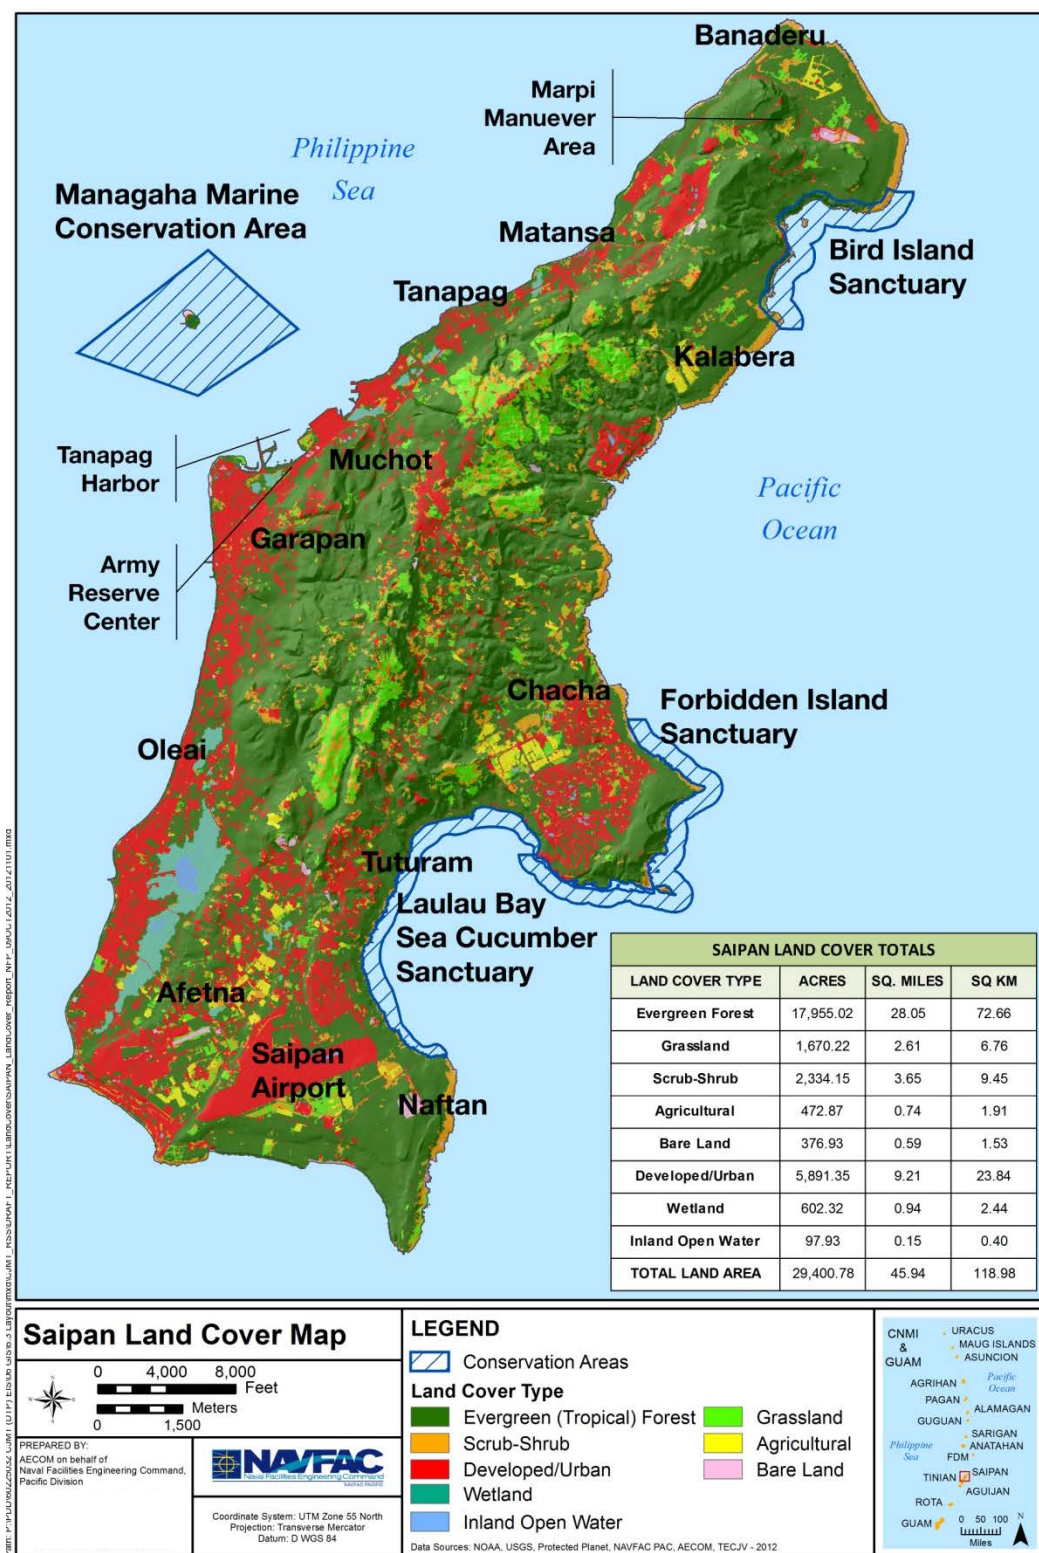 Banaderu
Marpi
Manuever
Area
Philippine
Sea
Managaha Marine
Conservation Area
Matansa
Bird Island
Sanctuary
Tanapag
Kalabera
Tanapag
Harbor
Muchot
Pacific
Ocean
Garapan
Army
Reserve
Center
Chacha
Forbidden Island
Sanctuary
Oleai
Tuturam
Laulau Bay
Sea Cucumber
Sanctuary
Afetna
Saipan
Airport
Naftan
SAIPAN LAND COVER TOTALS
LAND COVER TYPE ACRES SQ. MILES SQ KM
Evergreen Forest 17,955.02 28.05 72.66
Grassland 1,670.22 2.61 6.76
Scrub-Shrub 2,334.15 3.65 9.45
Agricultural 472.87 0.74 1.91
Bare Land 376.93 0.59 1.53
Developed/Urban 5,891.35 9.21 23.84
Wetland 602.32 0.94 2.44
Inland Open Water 97.93 0.15 0.40
TOTAL LAND AREA 29,400.78 45.94 118.98
Saipan Land Cover Map
0 4,000 8,000
Feet
Meters
0 1,500
N
S
W
E
PREPARED BY:
AECOM on behalf of
Naval Facilities Engineering Command,
Pacific Division
NAVFAC
Naval Facilities Engineering Command
NAVFAC PACIFIC
Coordinate System: UTM Zone 55 North
Projection: Transverse Mercator
Datum: D WGS 84
LEGEND
Conservation Areas
Land Cover Type
Evergreen (Tropical) Forest
Scrub-Shrub
Developed/Urban
Wetland
Inland Open Water
Grassland
Agricultural
Bare Land
Data Sources: NOAA, USGS, Protected Planet, NAVFAC PAC, AECOM, TECJV - 2012
CNMI
&
GUAM
URACUS
MAUG ISLANDS
ASUNCION
Pacific
Ocean
AGRIHAN
PAGAN
ALAMAGAN
GUGUAN
SARIGAN
Philippine
Sea
ANATAHAN
FDM
TINIAN
SAIPAN
AGUIJAN
ROTA
GUAM
0 50 100
Miles
N